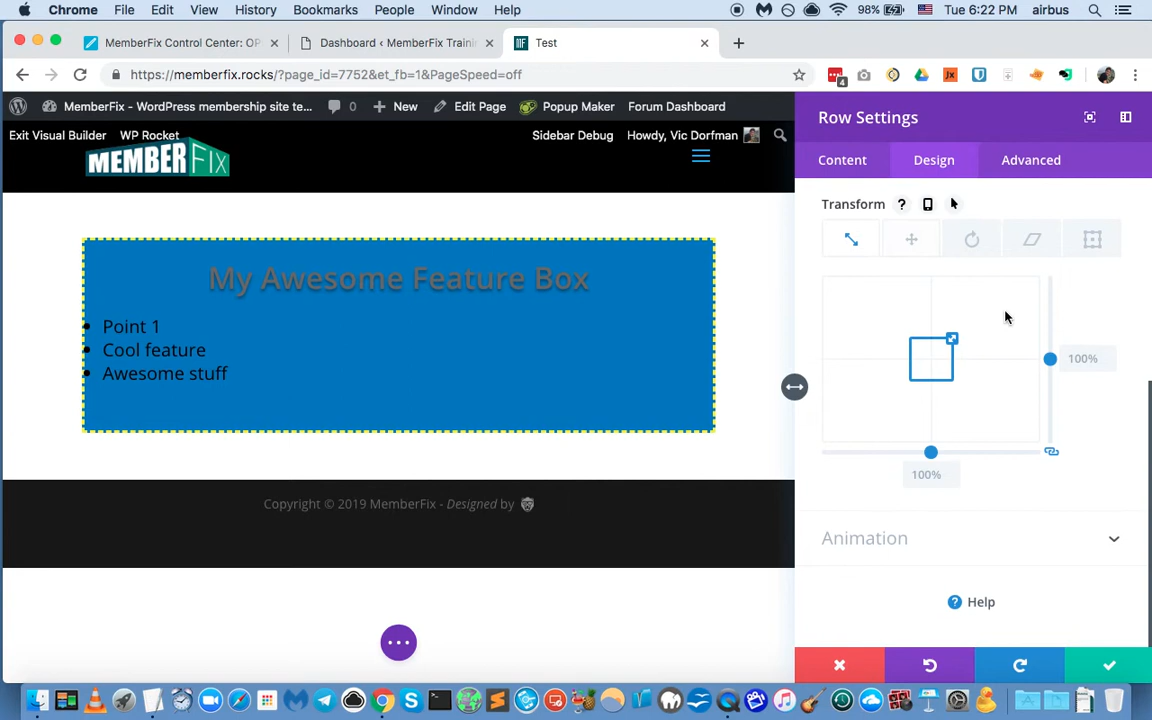 Chrome File Edit View History Bookmarks People Window Help 98% Tue 6:22 PM airbus
MemberFix Control Center: OP Dashboard ‹ MemberFix Trainin Test
https://memberfix.rocks/?page_id=7752&et_fb=1&PageSpeed=off 4
MemberFix - WordPress membership site te... 0 New Edit Page Popup Maker Forum Dashboard
Exit Visual Builder WP Rocket Sidebar Debug Howdy, Vic Dorfman
MEMBERFIX
My Awesome Feature Box
Point 1
Cool feature
Awesome stuff
Copyright © 2019 MemberFix - Designed by
Row Settings
Content Design Advanced
Transform ?
100%
100%
Animation
? Help